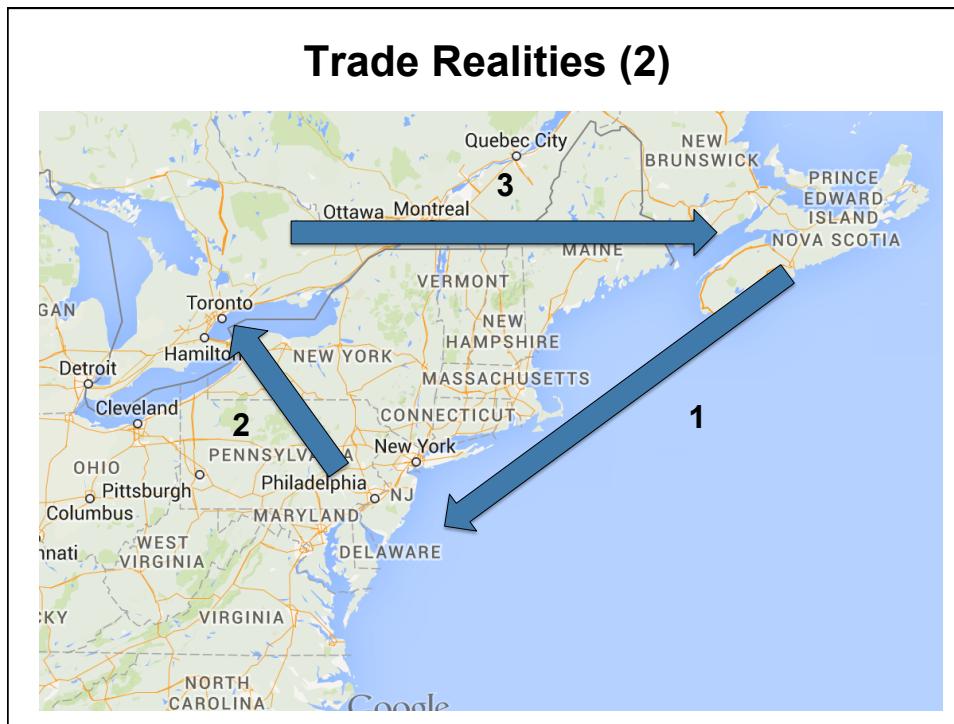 Trade Realities (2)
Quebec City
NEW
BRUNSWICK
PRINCE
EDWARD
ISLAND
NOVA SCOTIA
3
Ottawa
Montreal
MAINE
VERMONT
GAN
Toronto
NEW
HAMPSHIRE
Hamilton
NEW YORK
Detroit
MASSACHUSETTS
Cleveland
CONNECTICUT
1
2
New York
PENNSYLVANIA
OHIO
Pittsburgh
Philadelphia
NJ
Columbus
MARYLAND
nnati
WEST
VIRGINIA
DELAWARE
KY
VIRGINIA
NORTH
CAROLINA
Google